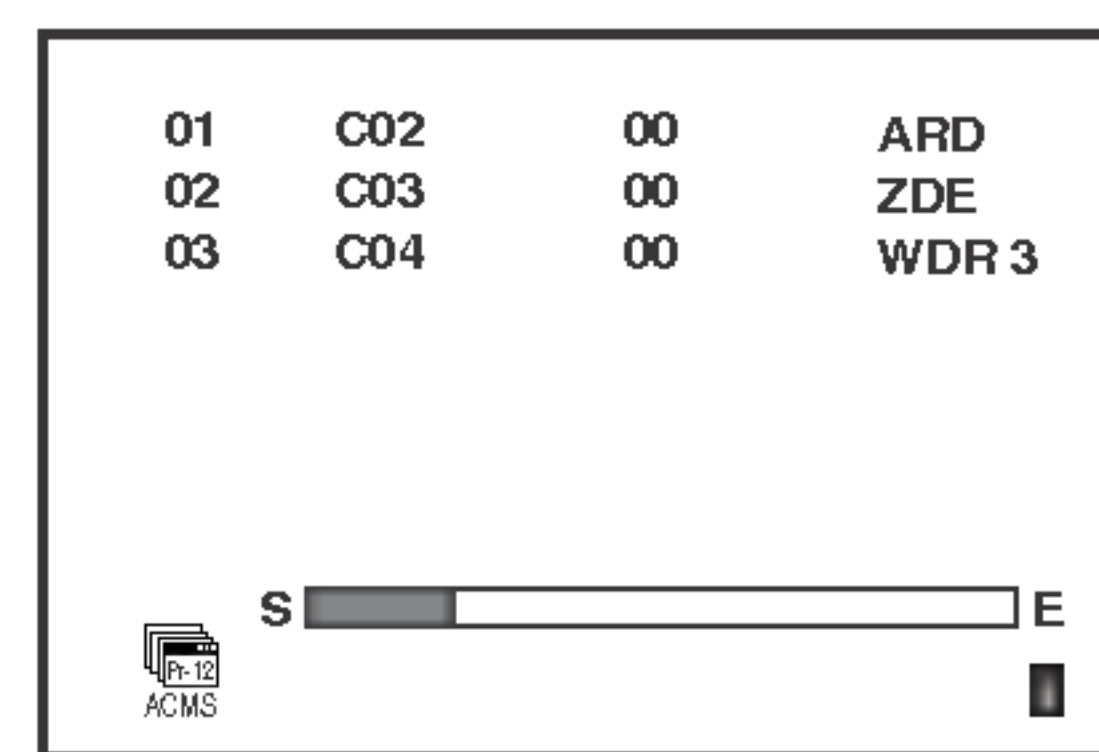 01 C02 00 ARD
02 C03 00 ZDE
03 C04 00 WDR 3
S E
Pr-12
ACMS